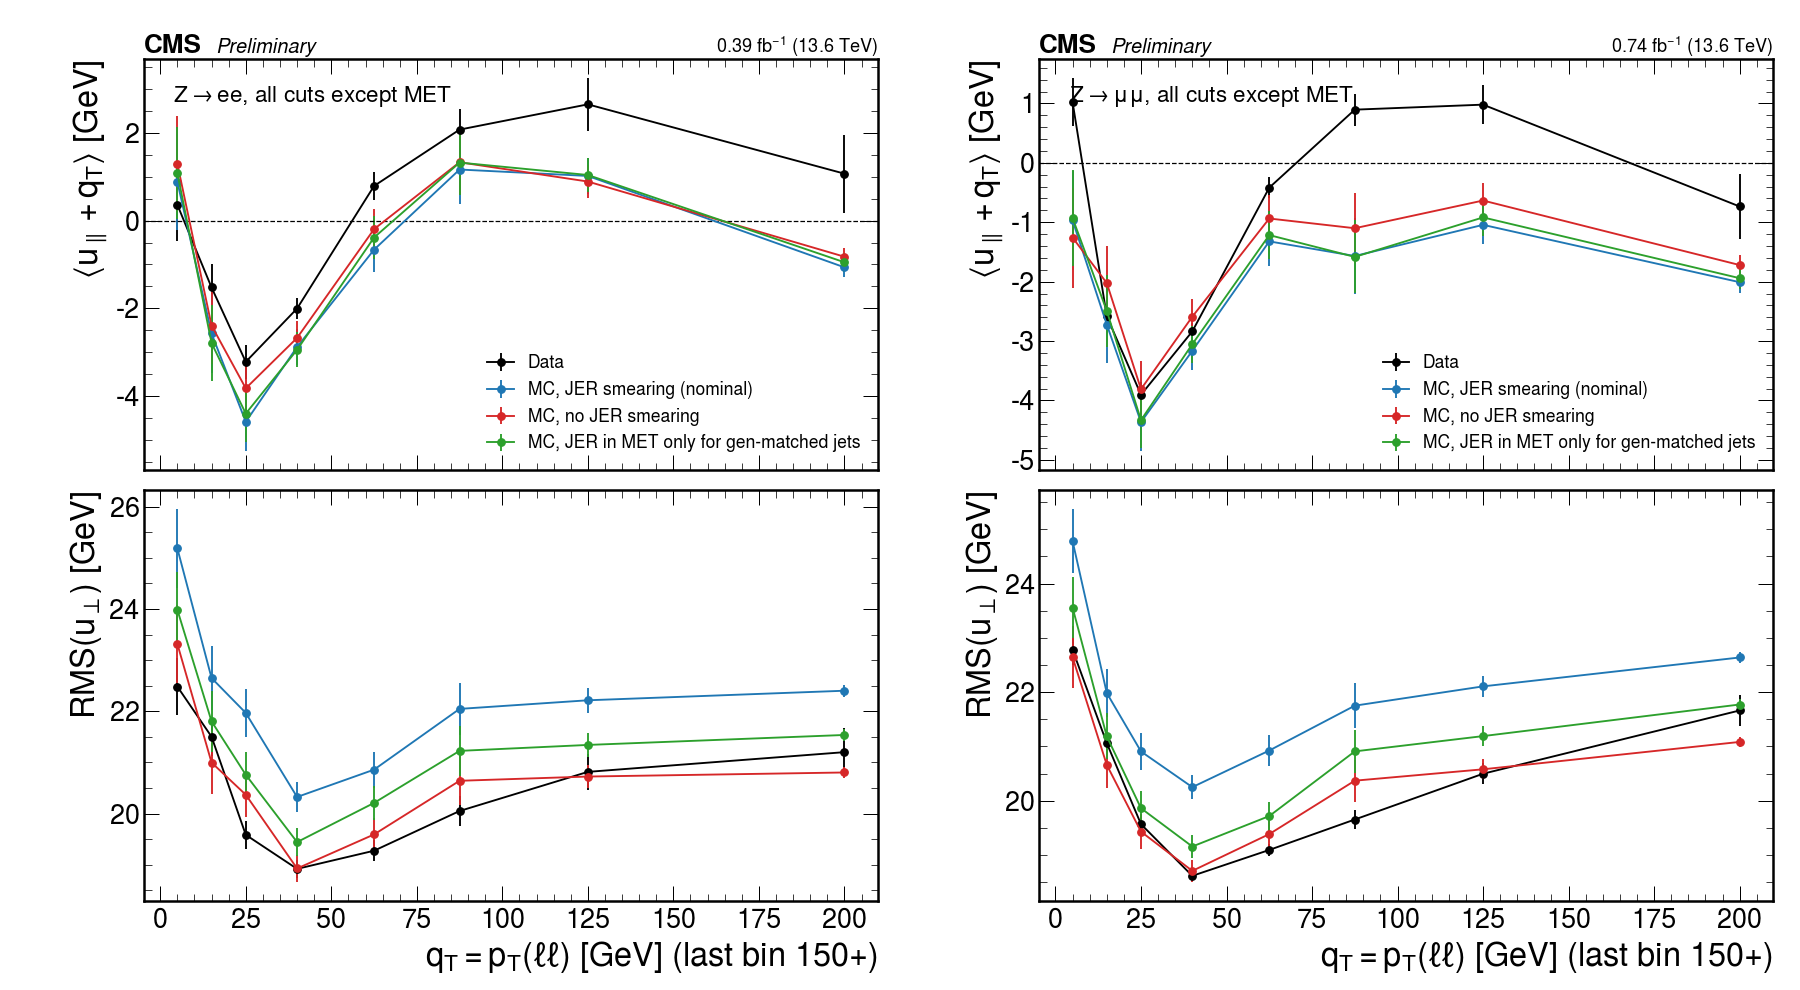 CMS Preliminary 0.39 fb⁻¹ (13.6 TeV)
Z→ee, all cuts except MET
⟨u∥ + qT⟩ [GeV]
2
0
-2
-4
Data
MC, JER smearing (nominal)
MC, no JER smearing
MC, JER in MET only for gen-matched jets
RMS(u⊥) [GeV]
26
24
22
20
0 25 50 75 100 125 150 175 200
qT = pT(ℓℓ) [GeV] (last bin 150+)
CMS Preliminary 0.74 fb⁻¹ (13.6 TeV)
Z→μμ, all cuts except MET
⟨u∥ + qT⟩ [GeV]
1
0
-1
-2
-3
-4
-5
Data
MC, JER smearing (nominal)
MC, no JER smearing
MC, JER in MET only for gen-matched jets
RMS(u⊥) [GeV]
24
22
20
0 25 50 75 100 125 150 175 200
qT = pT(ℓℓ) [GeV] (last bin 150+)